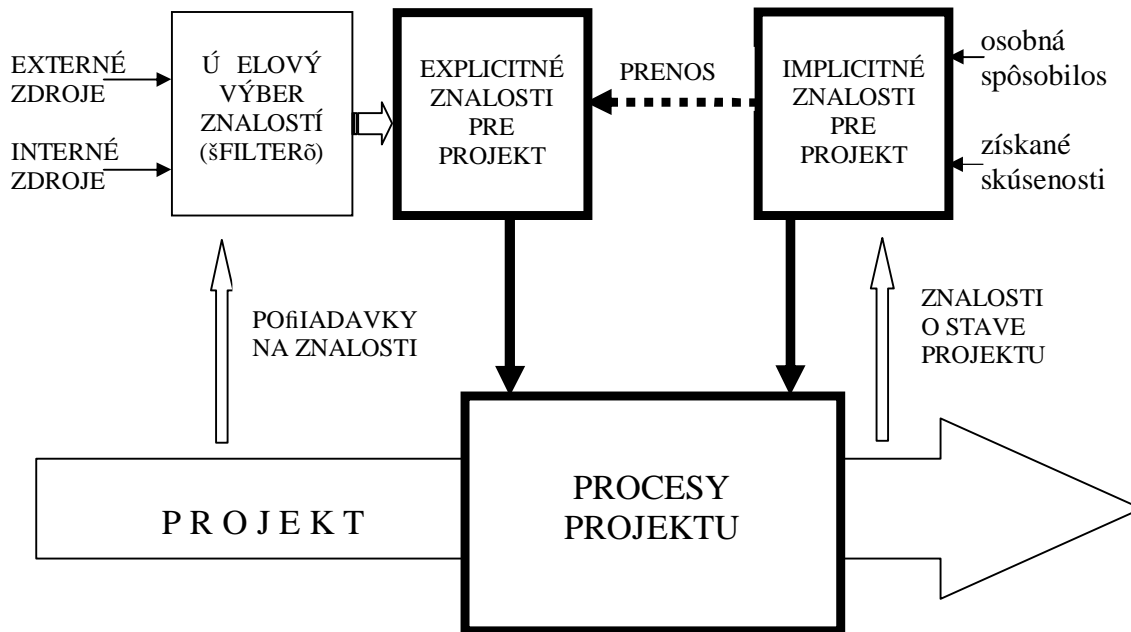 EXTERNÉ
ZDROJE
INTERNÉ
ZDROJE
Ú ELOVÝ
VÝBER
ZNALOSTÍ
(šFILTERõ)
EXPLICITNÉ
ZNALOSTI
PRE
PROJEKT
PRENOS
IMPLICITNÉ
ZNALOSTI
PRE
PROJEKT
osobná
spôsobilos
získané
skúsenosti
POfiIADAVKY
NA ZNALOSTI
ZNALOSTI
O STAVE
PROJEKTU
P R O J E K T
PROCESY
PROJEKTU